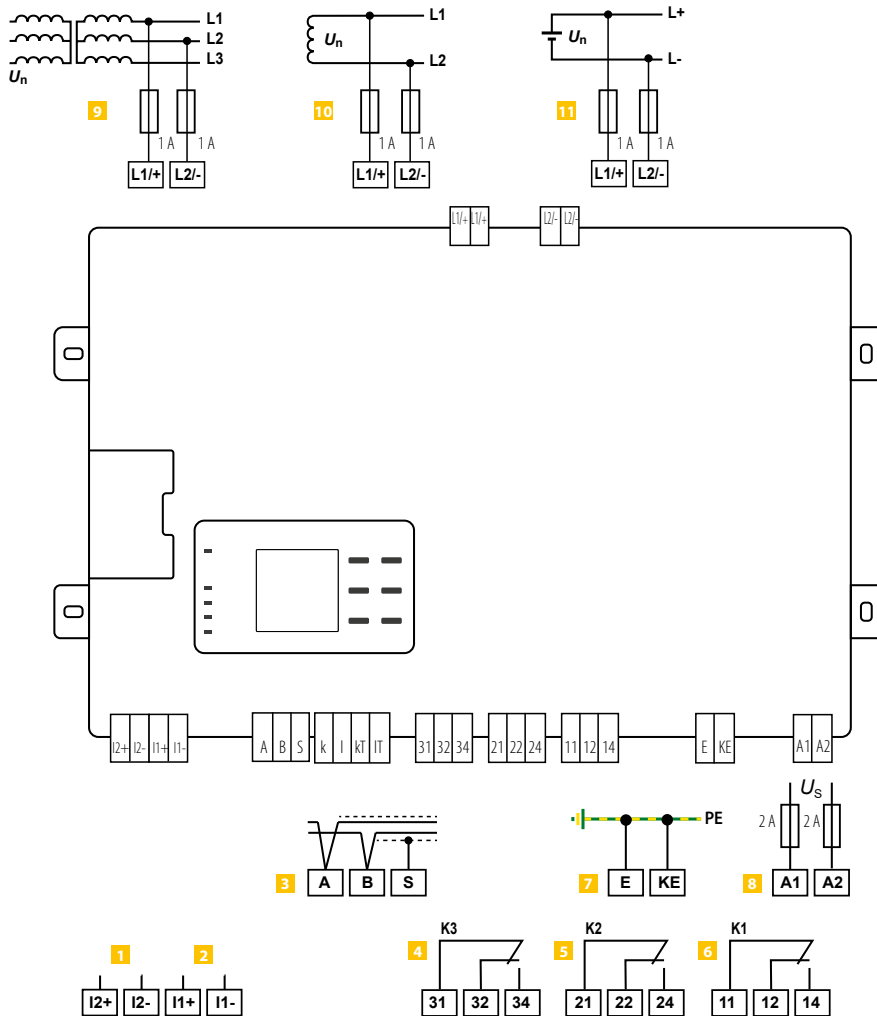 L1
L2
L3
Un
9
1 A
1 A
L1/+ L2/-
L1
Un
L2
10
1 A
1 A
L1/+ L2/-
L+
Un
L-
11
1 A
1 A
L1/+ L2/-
L1/+ L1/+ L2/- L2/-
I2+ I2- I1+ I1- A B S k l kT lT 31 32 34 21 22 24 11 12 14 E KE A1 A2
3
A B S
PE
7
E KE
US
2 A 2 A
8
A1 A2
1 2
I2+ I2- I1+ I1-
K3
4
31 32 34
K2
5
21 22 24
K1
6
11 12 14